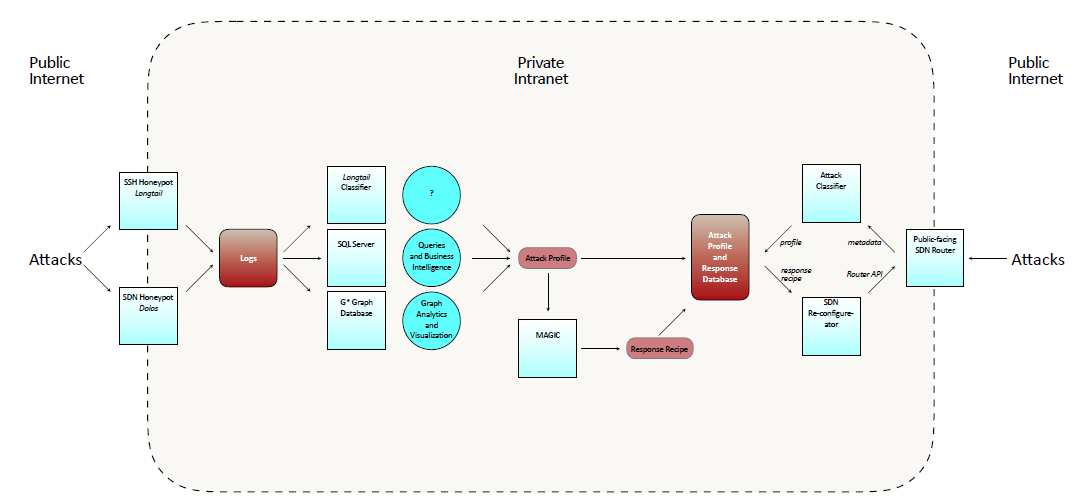 Public
Internet
Private
Intranet
Public
Internet
Attacks
SSH Honeypot
Longtail
SDN Honeypot
Dolos
Logs
Longtail
Classifier
SQL Server
G* Graph
Database
?
Queries
and Business
Intelligence
Graph
Analytics
and
Visualization
Attack Profile
MAGIC
Response Recipe
Attack
Profile
and
Response
Database
Attack
Classifier
profile
metadata
response
recipe
Router API
SDN
Re-configure-
ator
Public-facing
SDN Router
Attacks